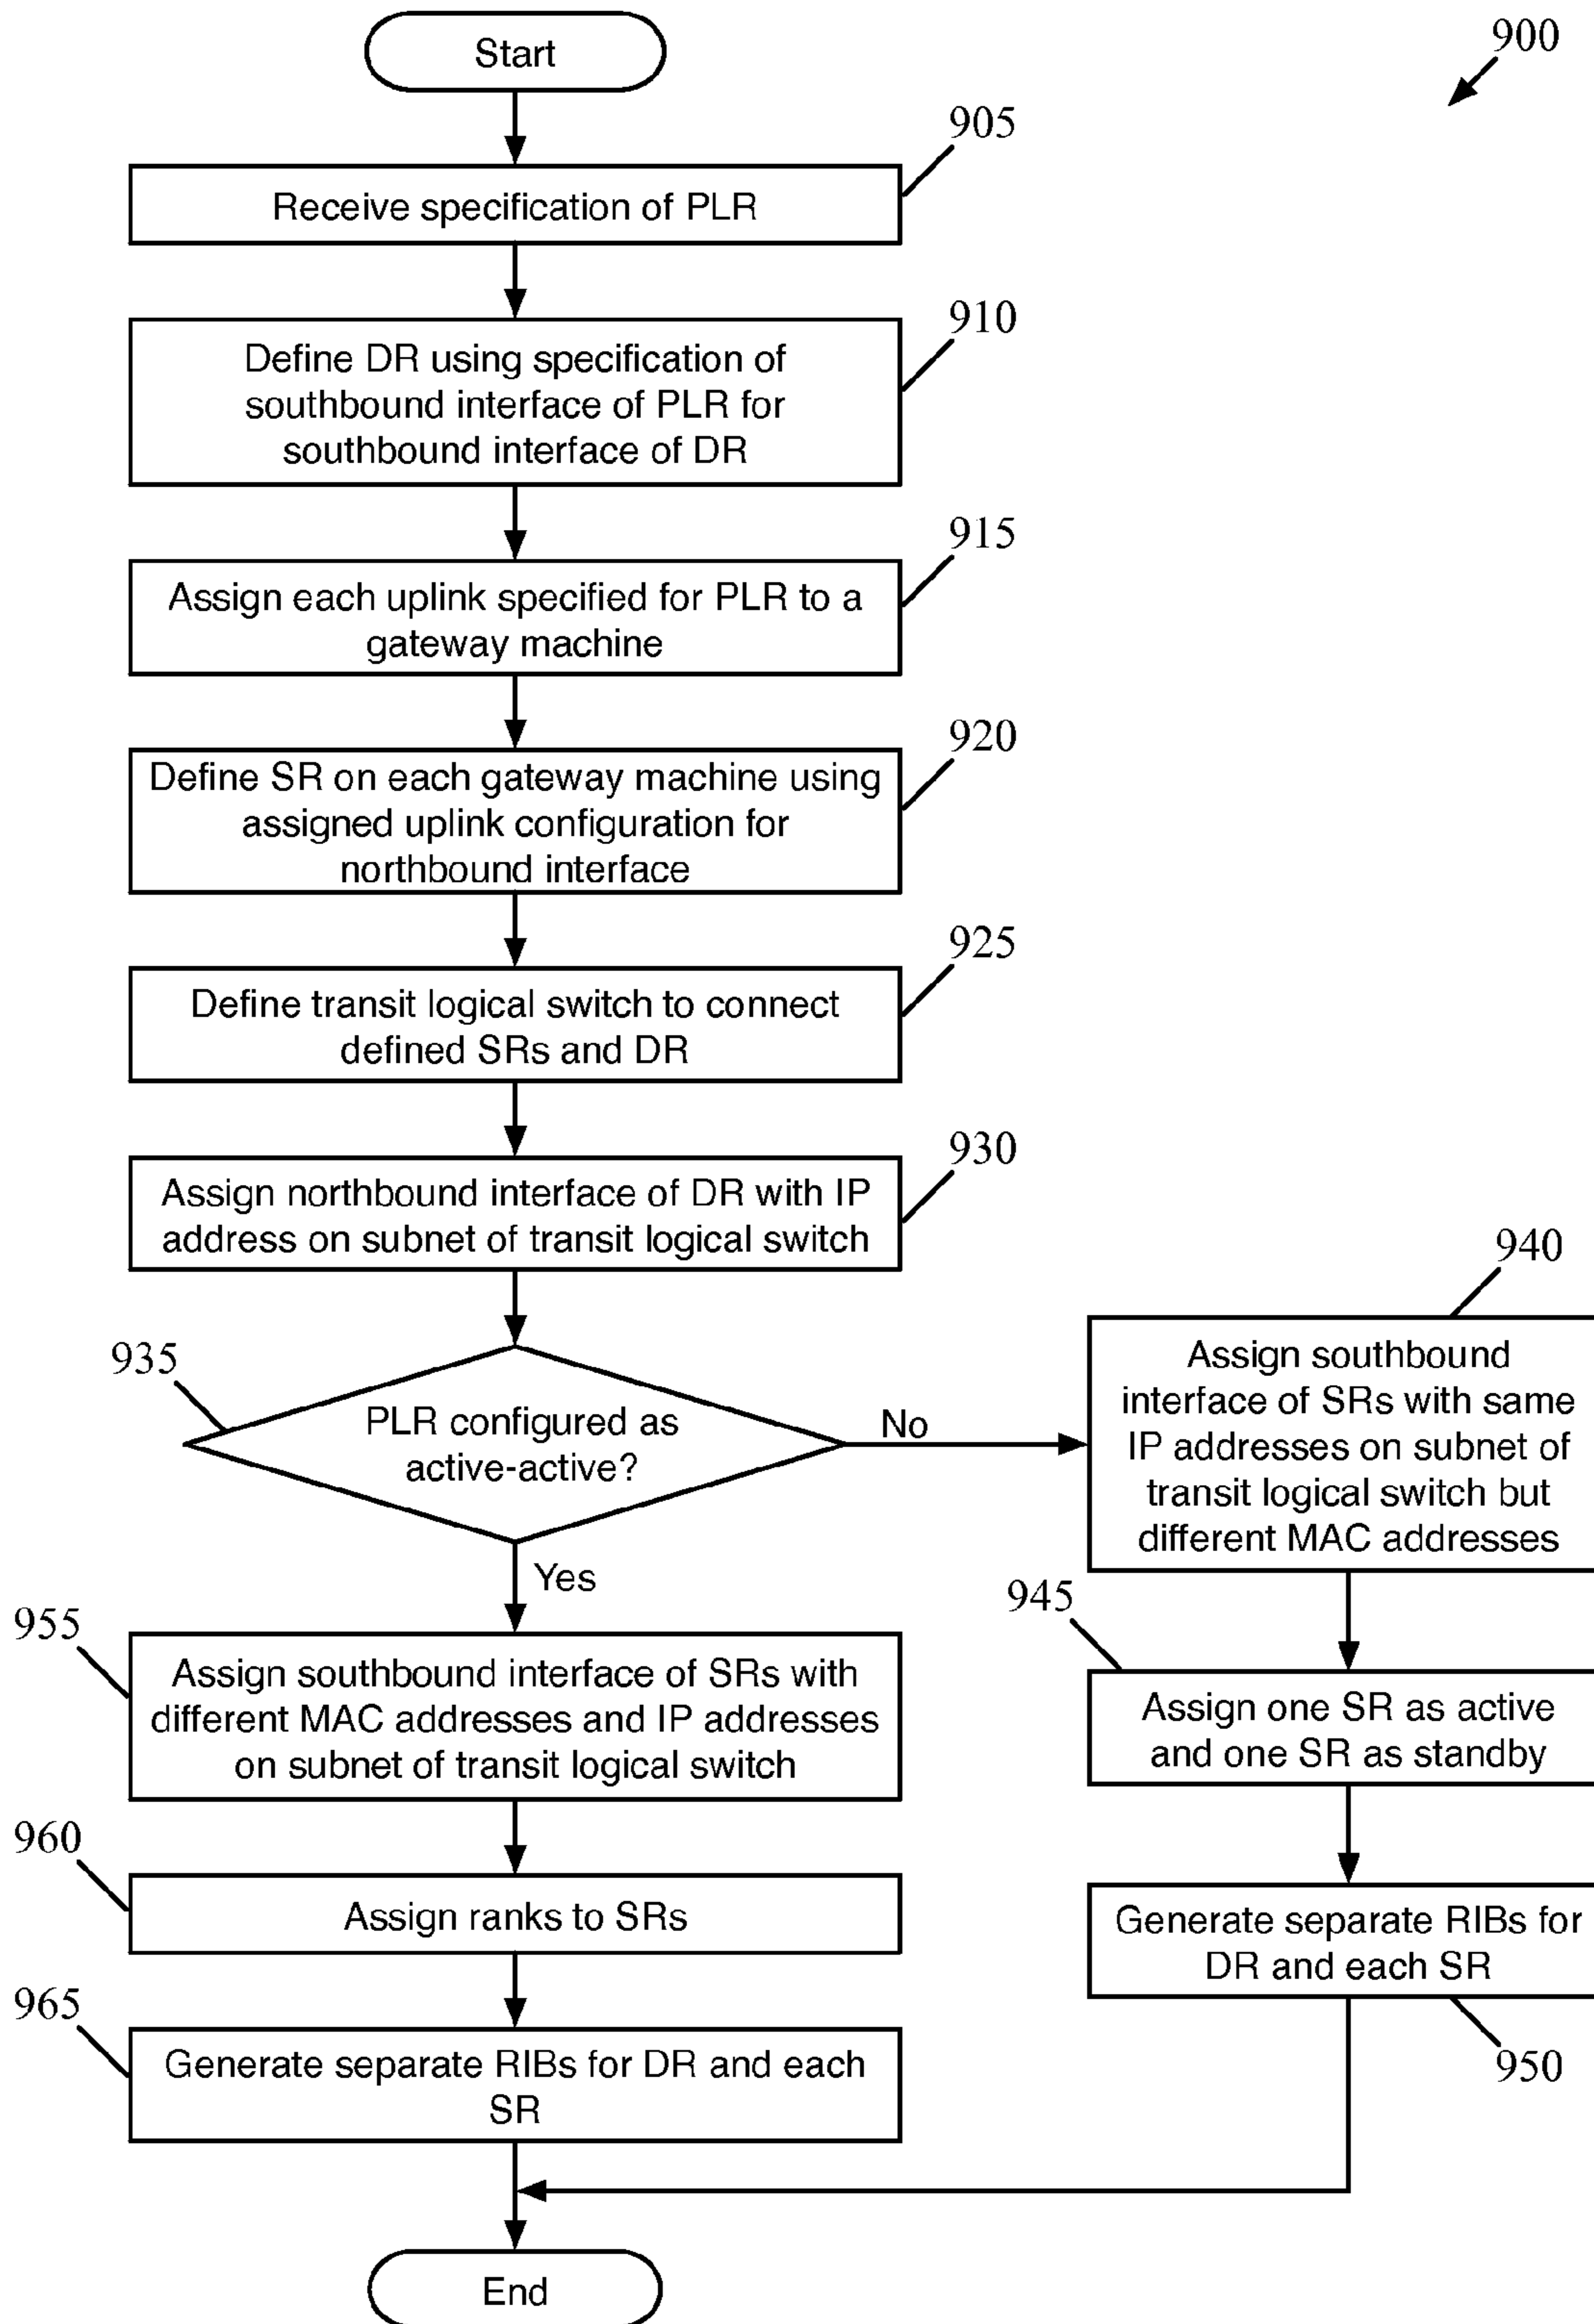 Start
900
905
Receive specification of PLR
910
Define DR using specification of
southbound interface of PLR for
southbound interface of DR
915
Assign each uplink specified for PLR to a
gateway machine
920
Define SR on each gateway machine using
assigned uplink configuration for
northbound interface
925
Define transit logical switch to connect
defined SRs and DR
930
Assign northbound interface of DR with IP
address on subnet of transit logical switch
935
PLR configured as
active-active?
No
940
Assign southbound
interface of SRs with same
IP addresses on subnet of
transit logical switch but
different MAC addresses
945
Assign one SR as active
and one SR as standby
Generate separate RIBs for
DR and each SR
950
Yes
955
Assign southbound interface of SRs with
different MAC addresses and IP addresses
on subnet of transit logical switch
960
Assign ranks to SRs
965
Generate separate RIBs for DR and each
SR
End